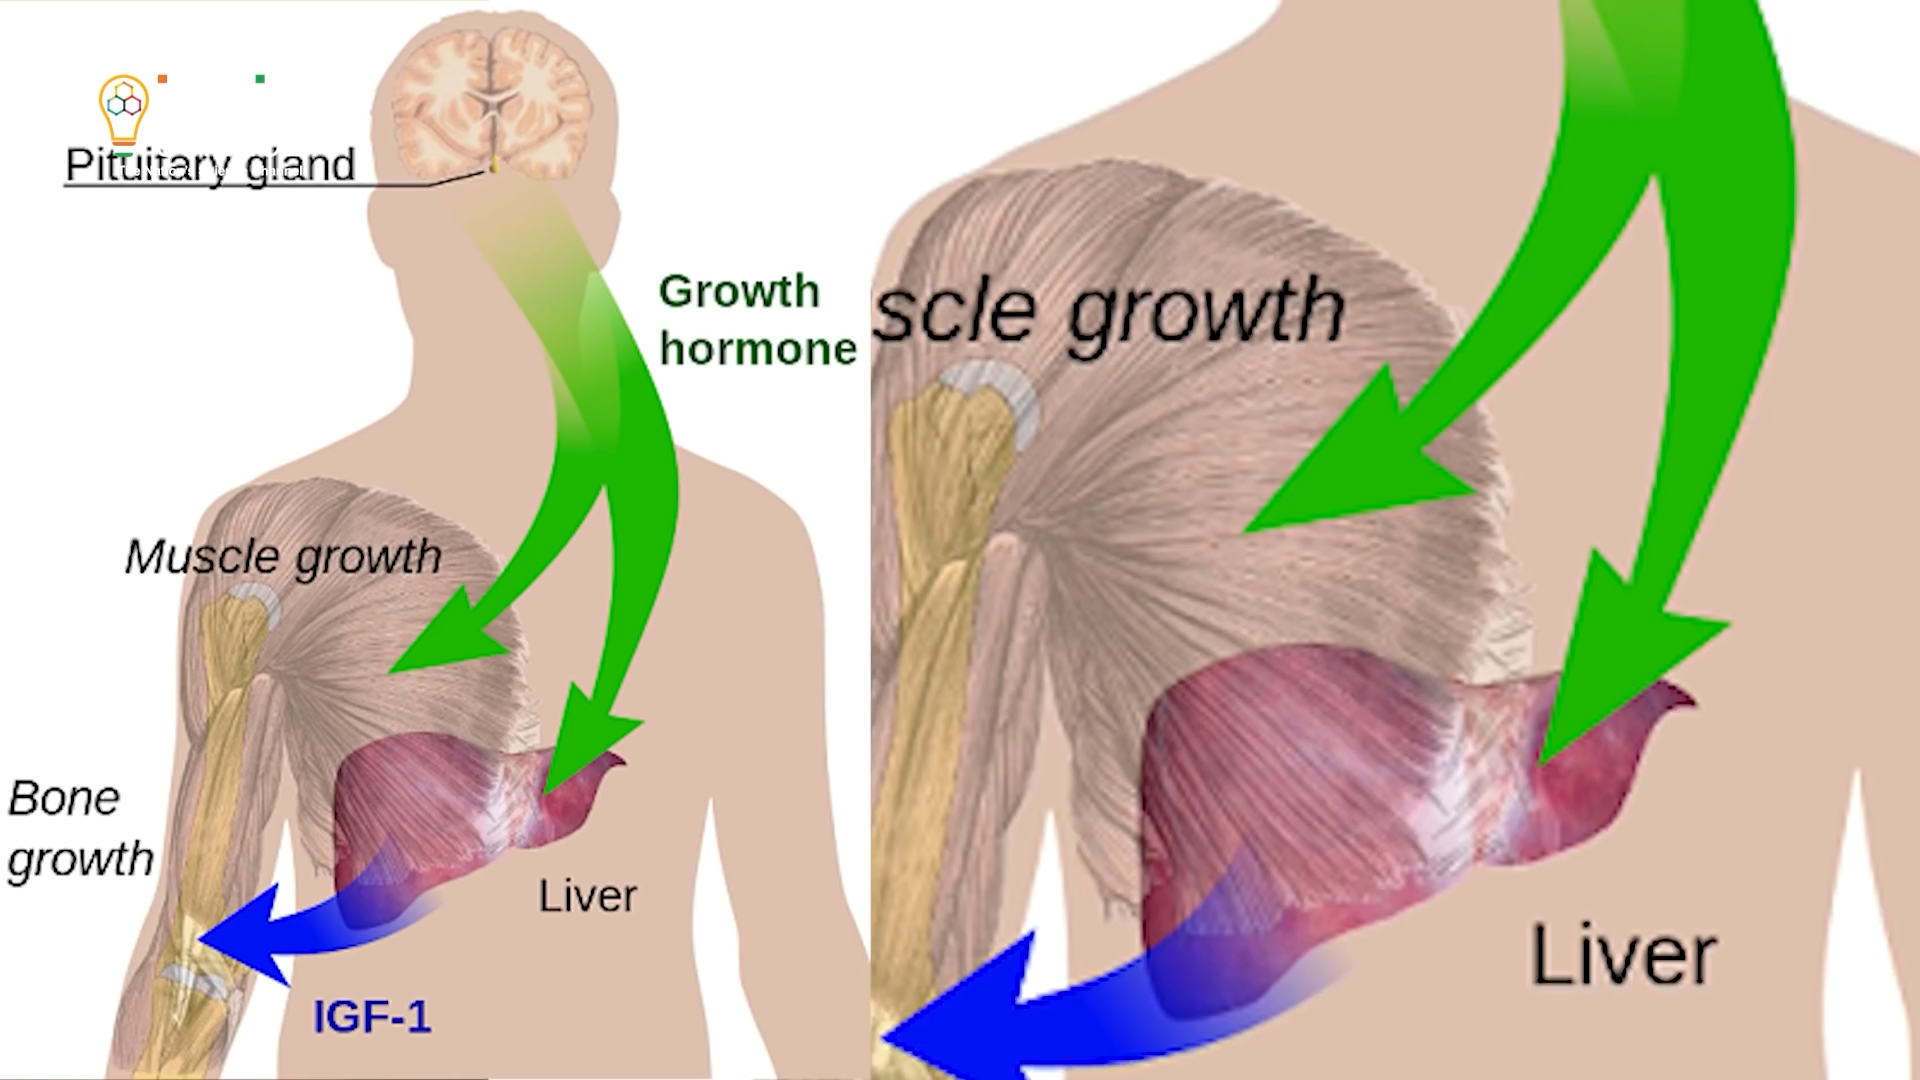 Pituitary gland
Growth
hormone
Muscle growth
Bone
growth
Liver
IGF-1
scle growth
Liver